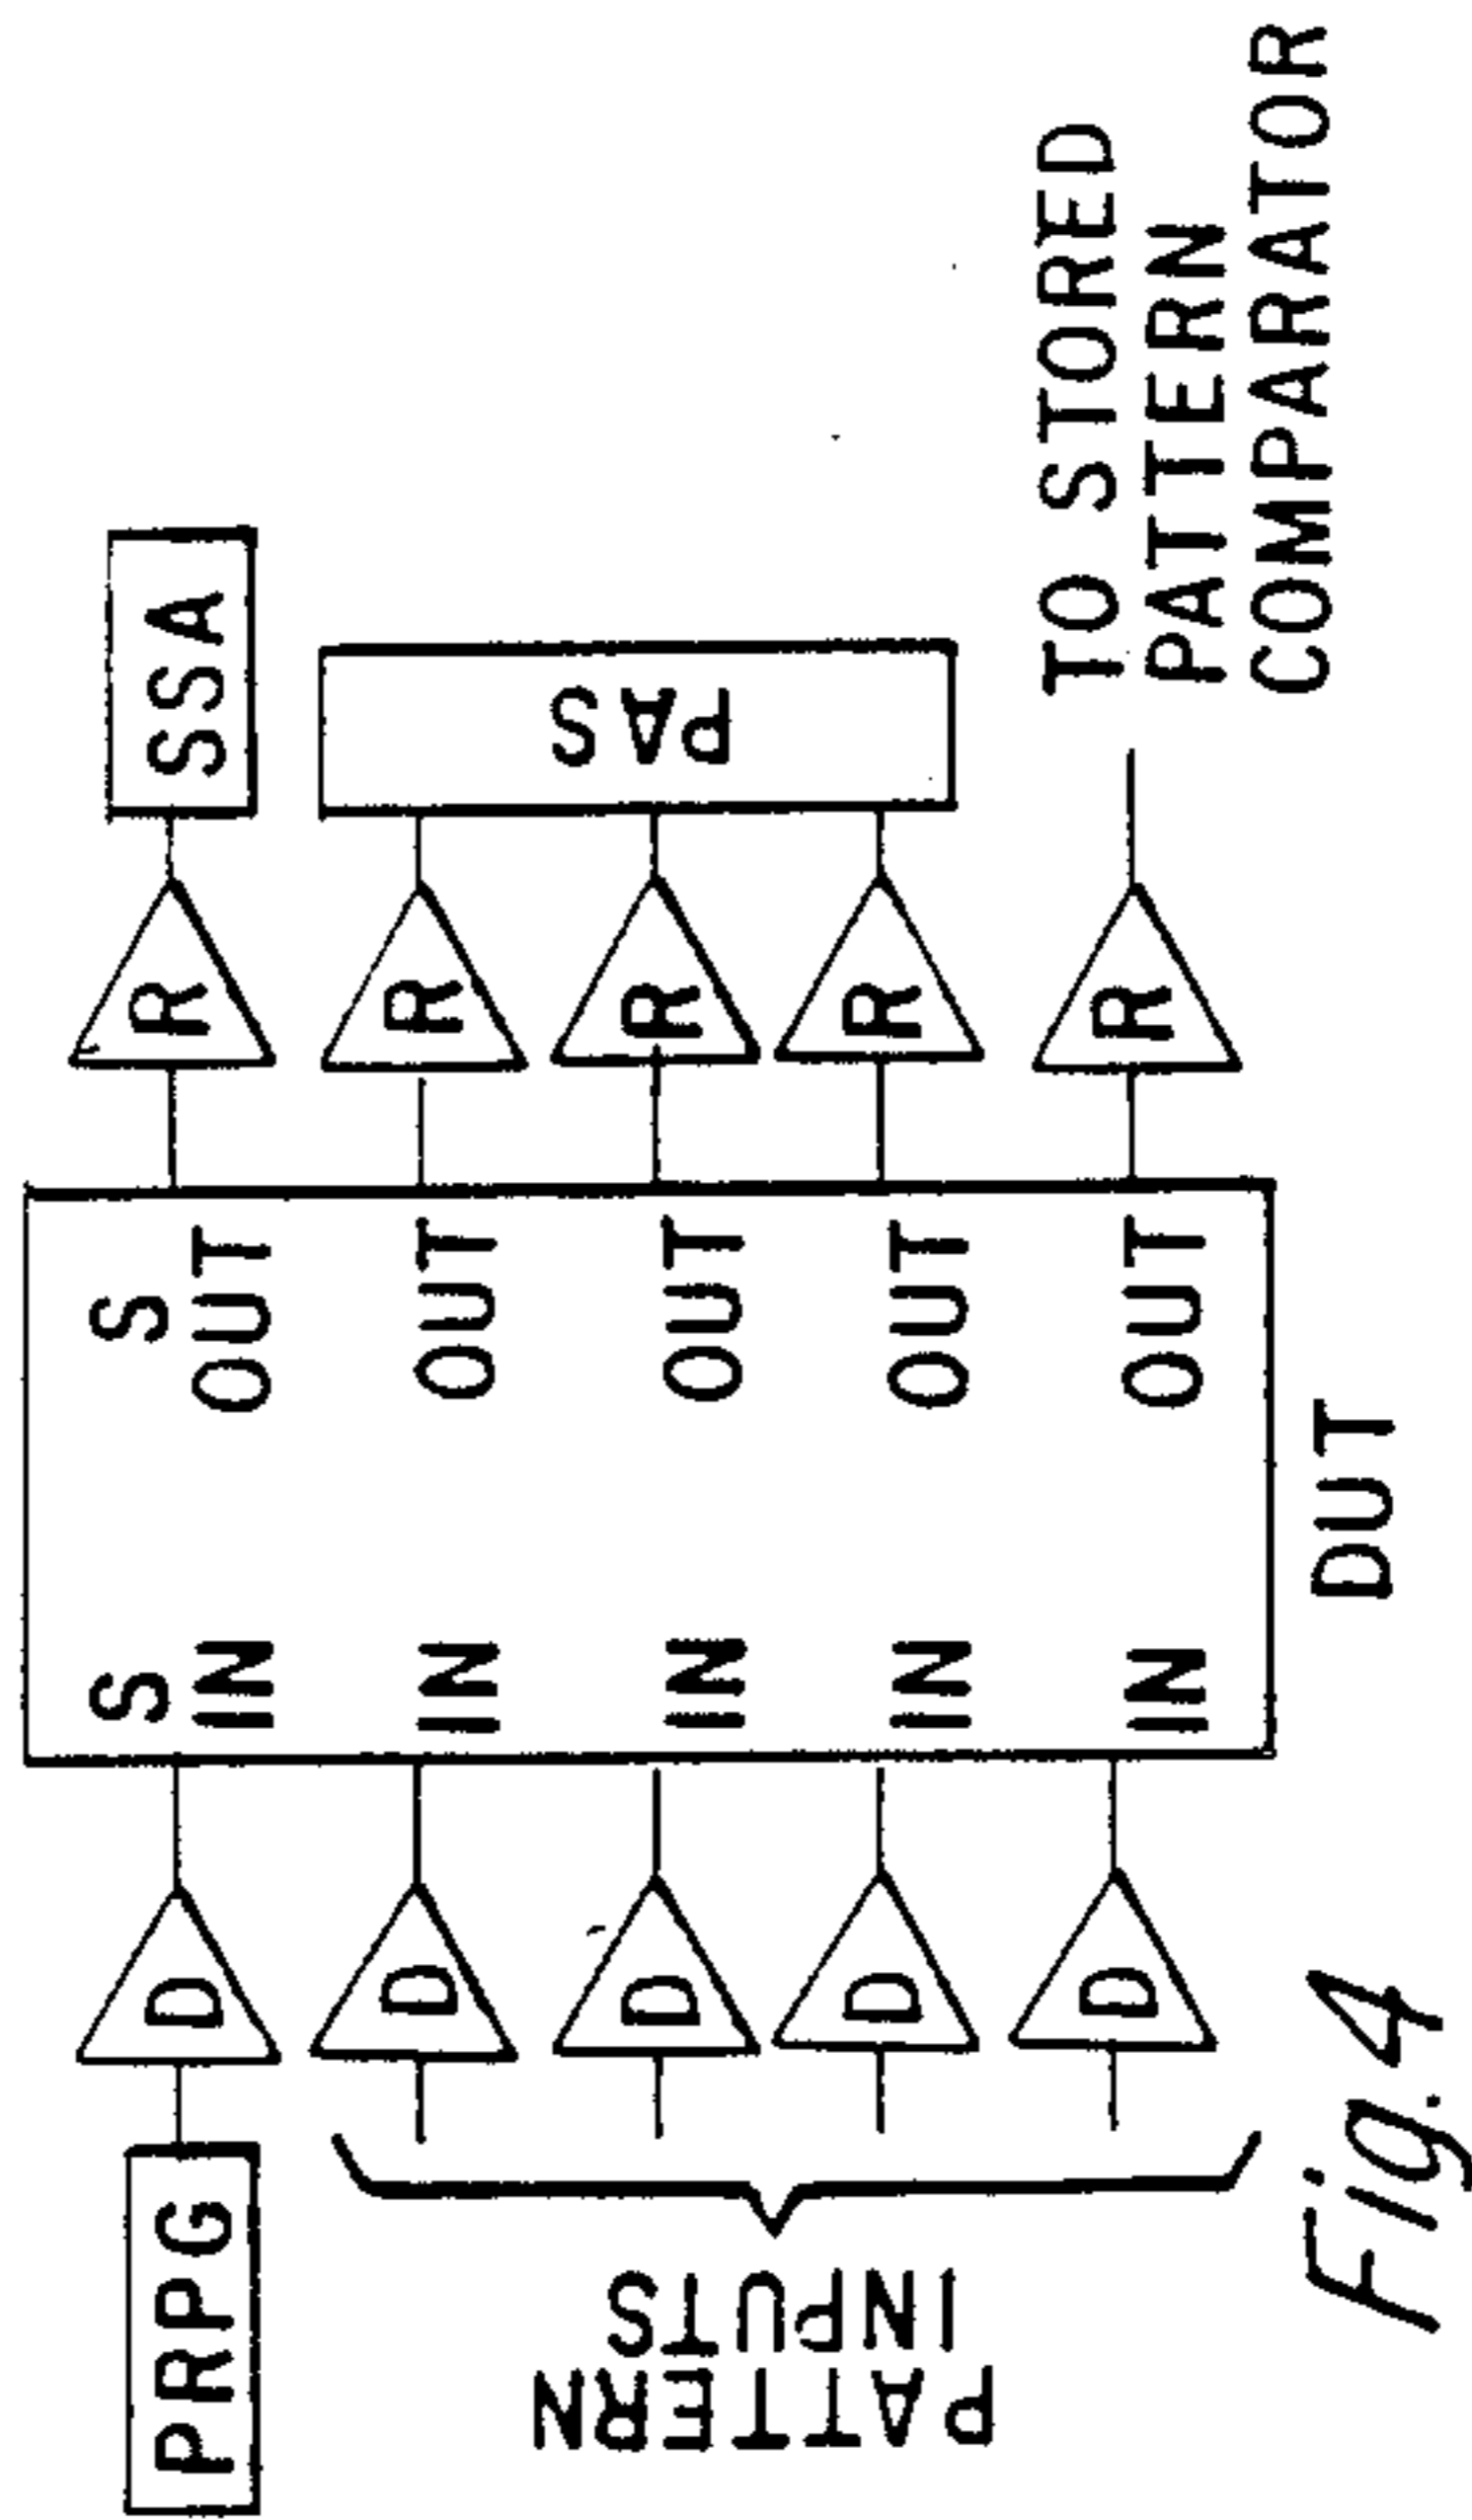 PRPG
D
S
IN
S
OUT
R
SSA
D
IN
OUT
R
D
IN
OUT
R
D
IN
OUT
R
D
IN
OUT
R
PATTERN
INPUTS
PAS
TO STORED
PATTERN
COMPARATOR
DUT
Fig. 4